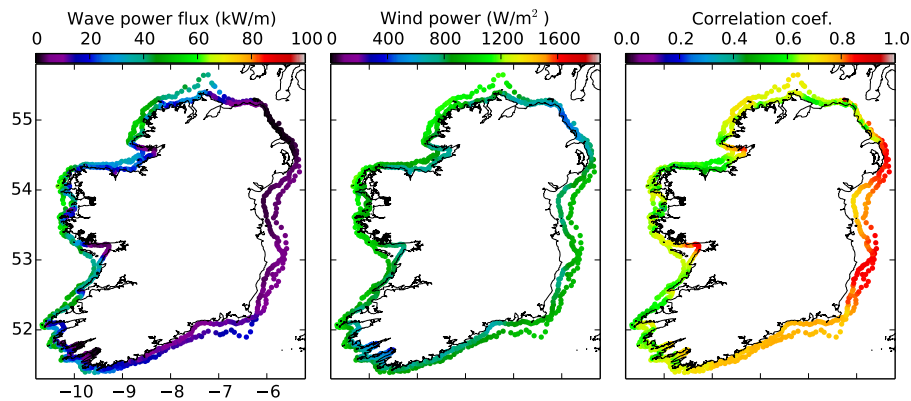 Wave power flux (kW/m)
0 20 40 60 80 100
Wind power (W/m²)
0 400 800 1200 1600
Correlation coef.
0.0 0.2 0.4 0.6 0.8 1.0
55
54
53
52
−10 −9 −8 −7 −6